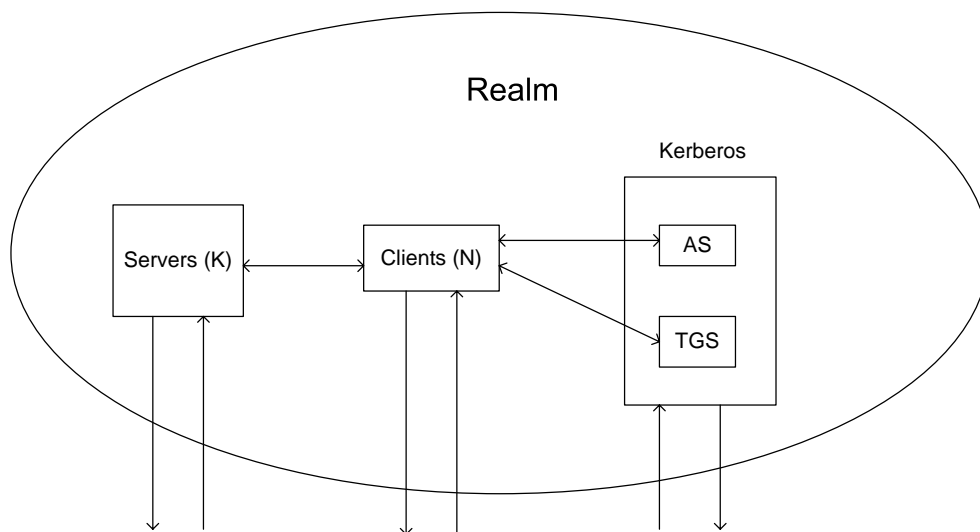 Realm
Kerberos
Servers (K)
Clients (N)
AS
TGS